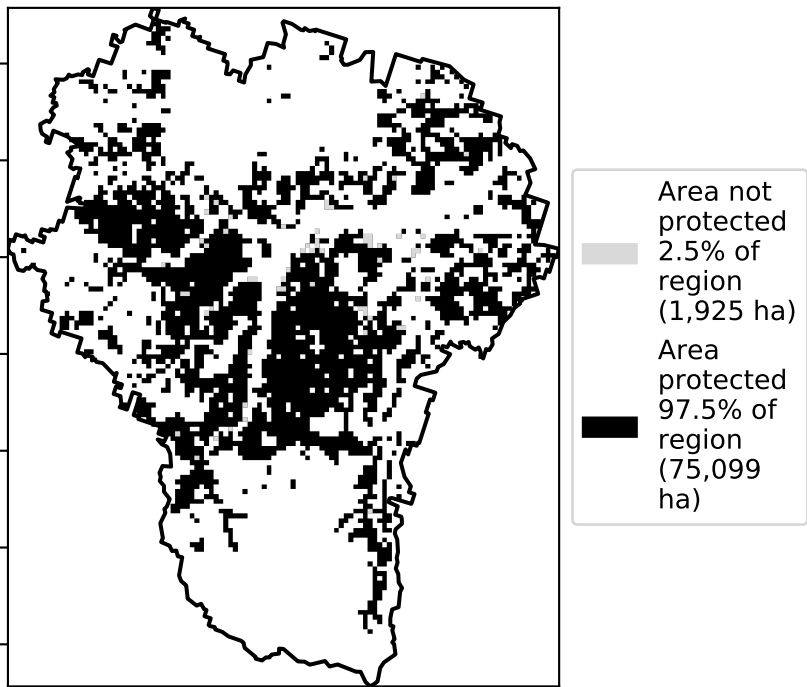 Area not
protected
2.5% of
region
(1,925 ha)
Area
protected
97.5% of
region
(75,099
ha)